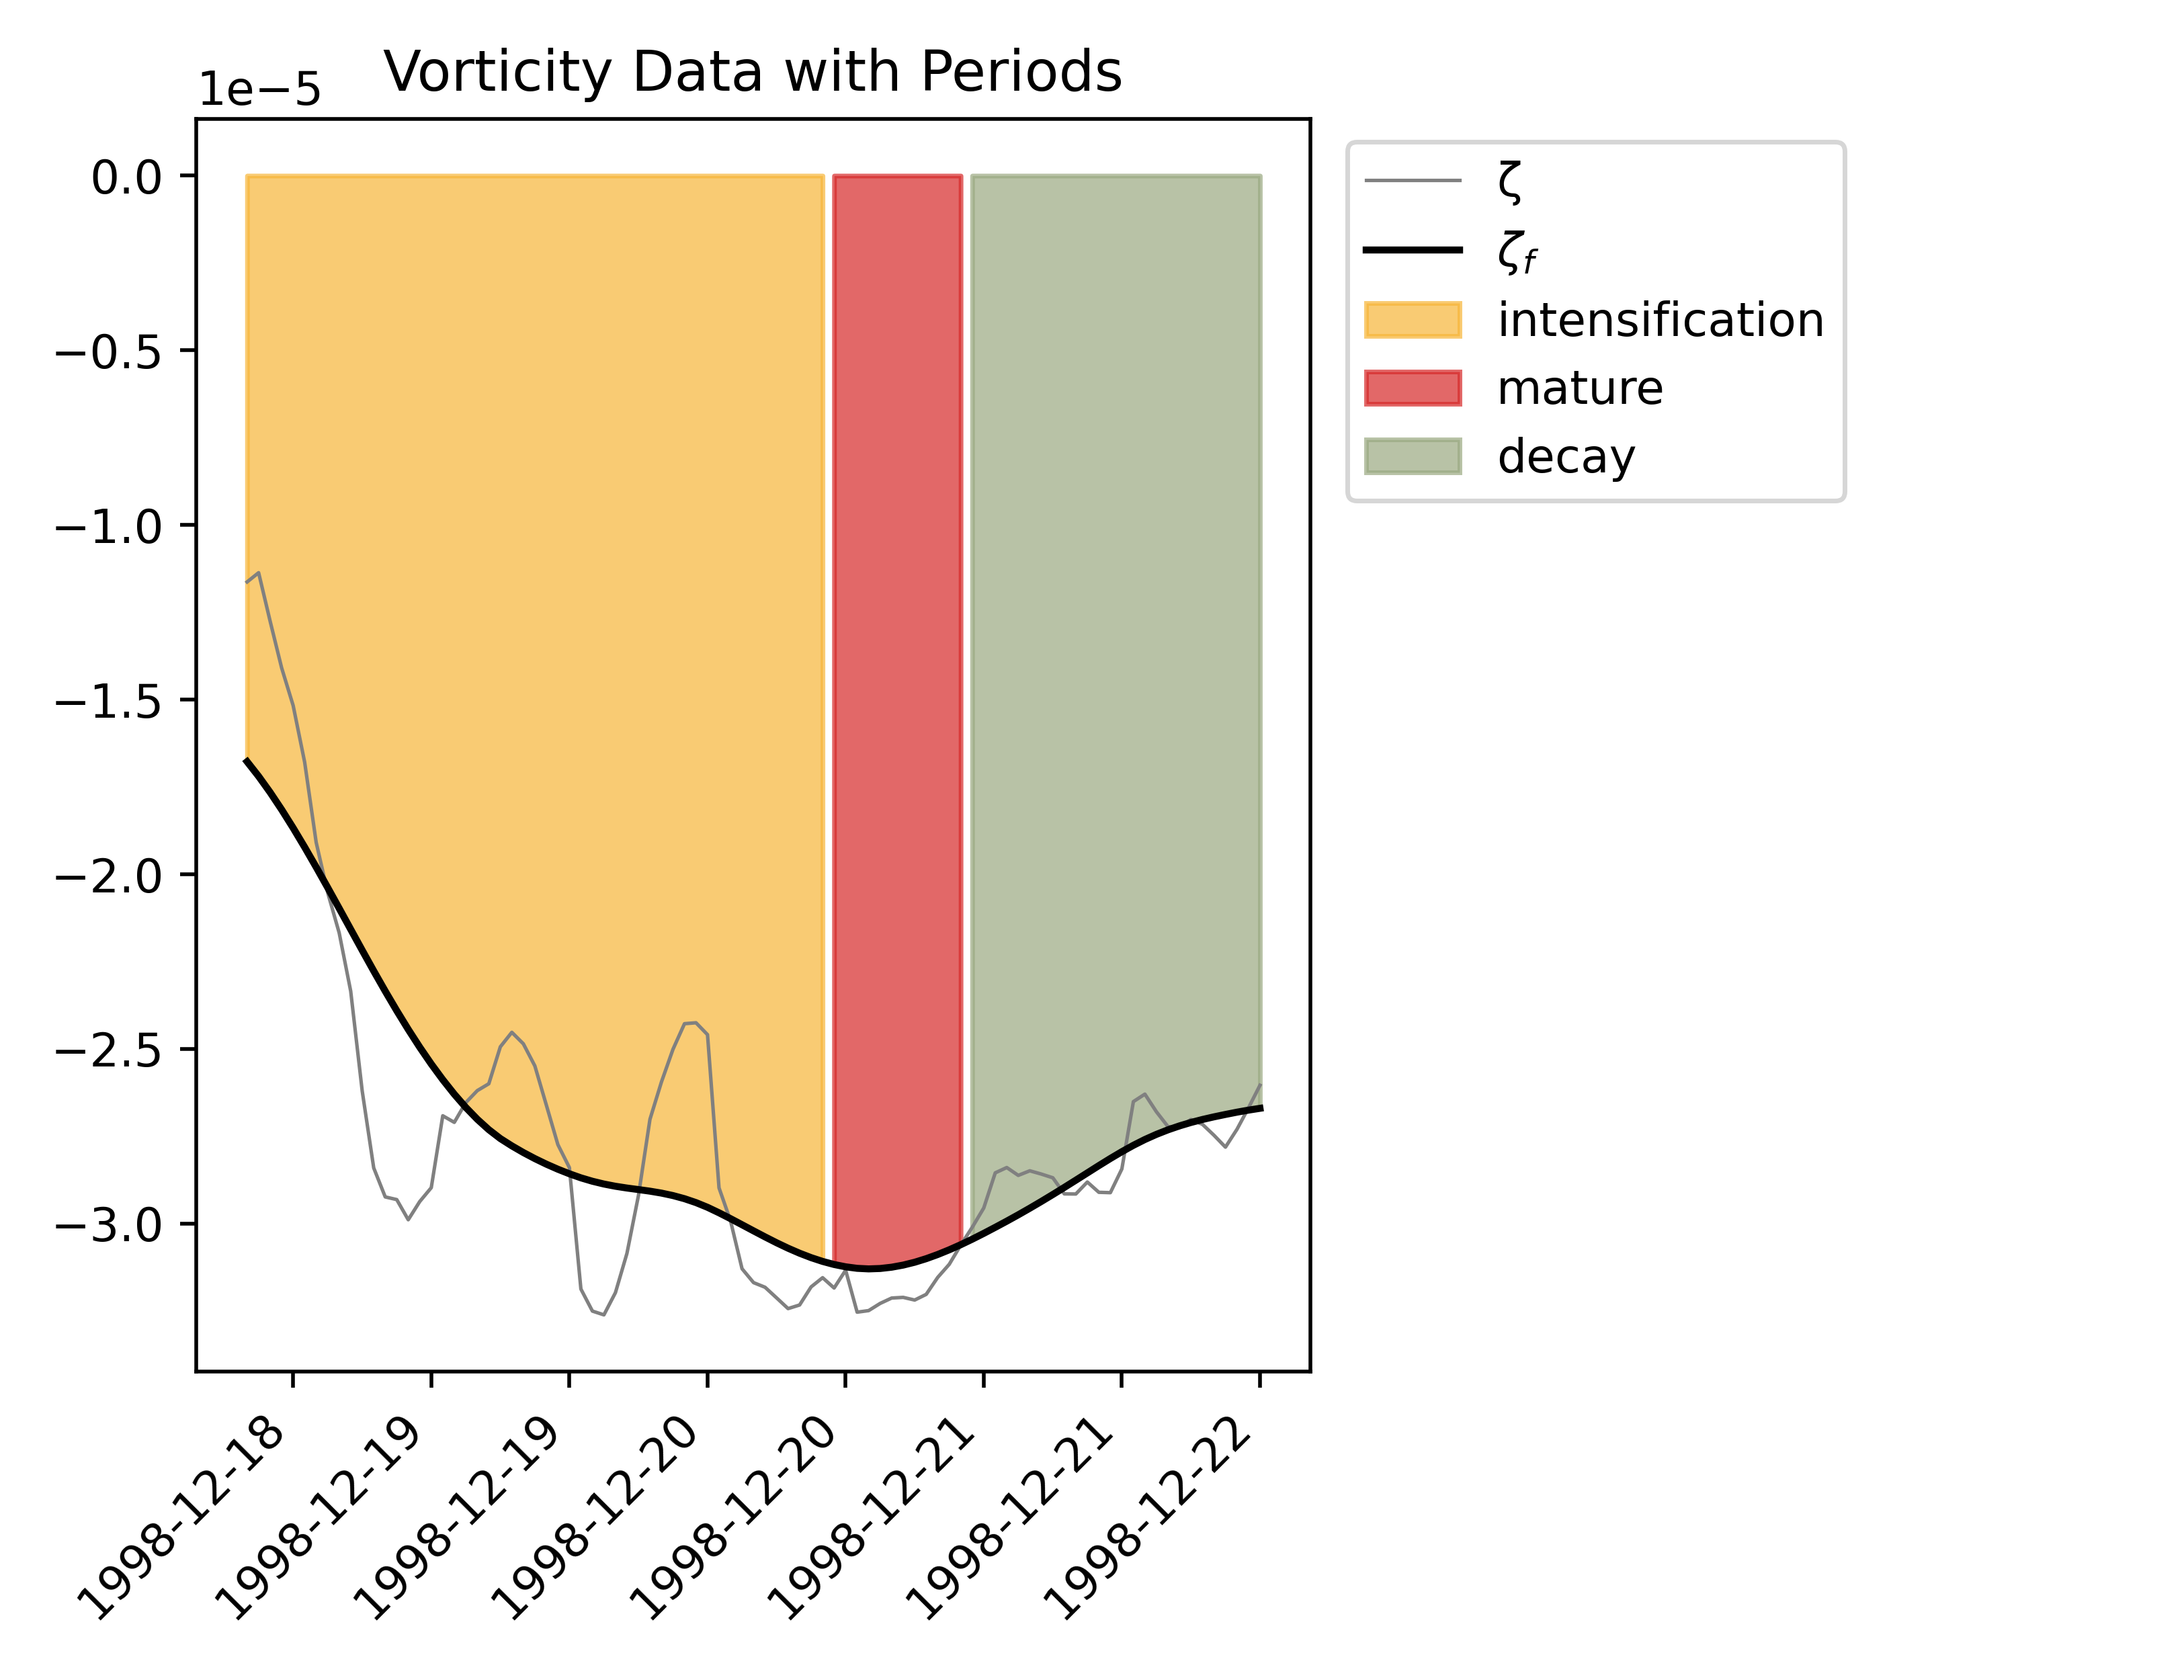 Vorticity Data with Periods
1e−5
0.0
−0.5
−1.0
−1.5
−2.0
−2.5
−3.0
1998-12-18
1998-12-19
1998-12-19
1998-12-20
1998-12-20
1998-12-21
1998-12-21
1998-12-22
ζ
ζf
intensification
mature
decay